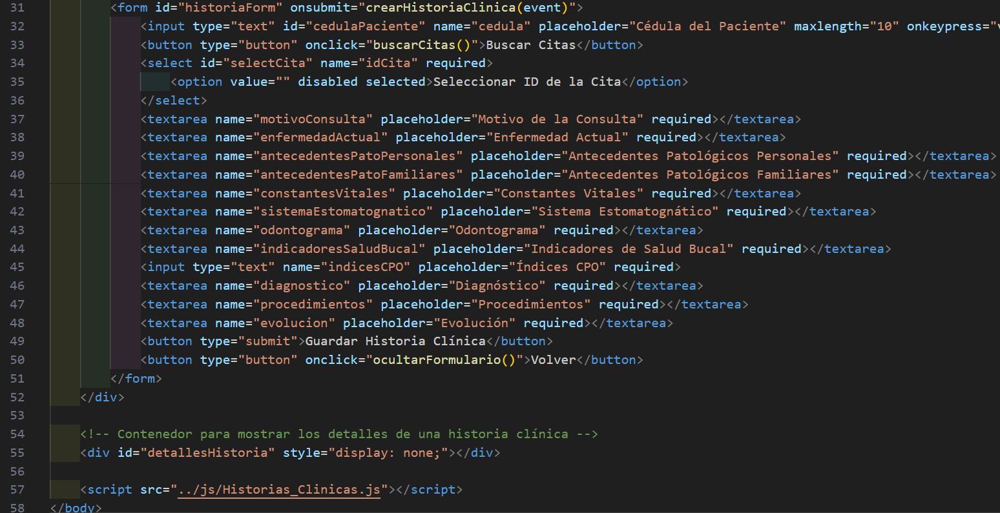 31 <form id="historiaForm" onsubmit="crearHistoriaClinica(event)">
32 <input type="text" id="cedulaPaciente" name="cedula" placeholder="Cédula del Paciente" maxlength="10" onkeypress="
33 <button type="button" onclick="buscarCitas()">Buscar Citas</button>
34 <select id="selectCita" name="idCita" required>
35 <option value="" disabled selected>Seleccionar ID de la Cita</option>
36 </select>
37 <textarea name="motivoConsulta" placeholder="Motivo de la Consulta" required></textarea>
38 <textarea name="enfermedadActual" placeholder="Enfermedad Actual" required></textarea>
39 <textarea name="antecedentesPatoPersonales" placeholder="Antecedentes Patológicos Personales" required></textarea>
40 <textarea name="antecedentesPatoFamiliares" placeholder="Antecedentes Patológicos Familiares" required></textarea>
41 <textarea name="constantesVitales" placeholder="Constantes Vitales" required></textarea>
42 <textarea name="sistemaEstomatognatico" placeholder="Sistema Estomatognático" required></textarea>
43 <textarea name="odontograma" placeholder="Odontograma" required></textarea>
44 <textarea name="indicadoresSaludBucal" placeholder="Indicadores de Salud Bucal" required></textarea>
45 <input type="text" name="indicesCPO" placeholder="Índices CPO" required>
46 <textarea name="diagnostico" placeholder="Diagnóstico" required></textarea>
47 <textarea name="procedimientos" placeholder="Procedimientos" required></textarea>
48 <textarea name="evolucion" placeholder="Evolución" required></textarea>
49 <button type="submit">Guardar Historia Clínica</button>
50 <button type="button" onclick="ocultarFormulario()">Volver</button>
51 </form>
52 </div>
53
54 <!-- Contenedor para mostrar los detalles de una historia clínica -->
55 <div id="detallesHistoria" style="display: none;"></div>
56
57 <script src="../js/Historias_Clinicas.js"></script>
58 </body>